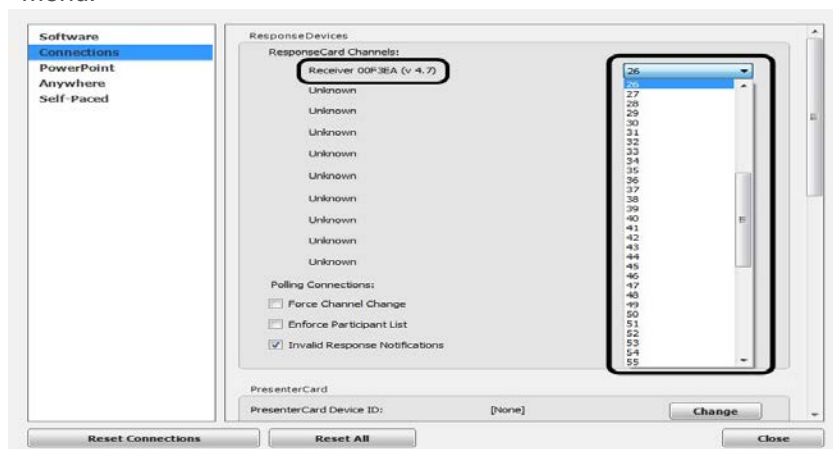 menu.
Software
Connections
PowerPoint
Anywhere
Self-Paced
ResponseDevices
ResponseCard Channels:
Receiver 00F3EA (v 4.7)
26
Unknown
Unknown
Unknown
Unknown
Unknown
Unknown
Unknown
Unknown
Unknown
26
27
28
29
30
31
32
33
34
35
36
37
38
39
40
41
42
43
44
45
46
47
48
49
50
51
52
53
54
55
Polling Connections:
Force Channel Change
Enforce Participant List
Invalid Response Notifications
PresenterCard
PresenterCard Device ID: [None] Change
Reset Connections Reset All Close